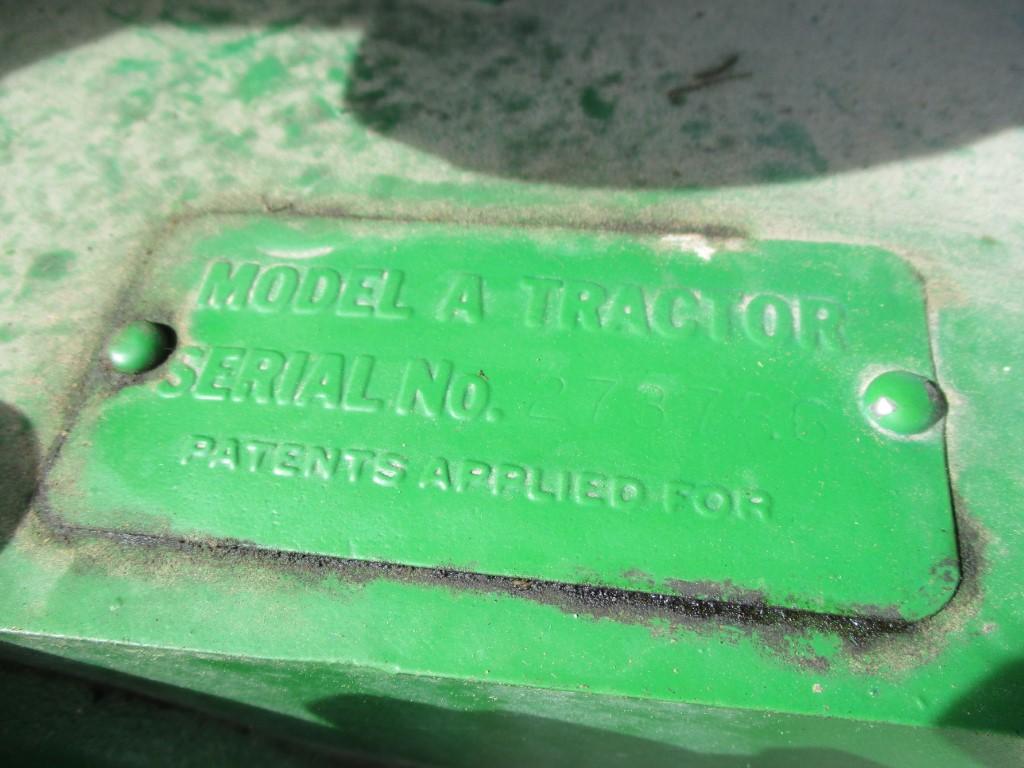 MODEL A TRACTOR
SERIAL NO.
PATENTS APPLIED FOR